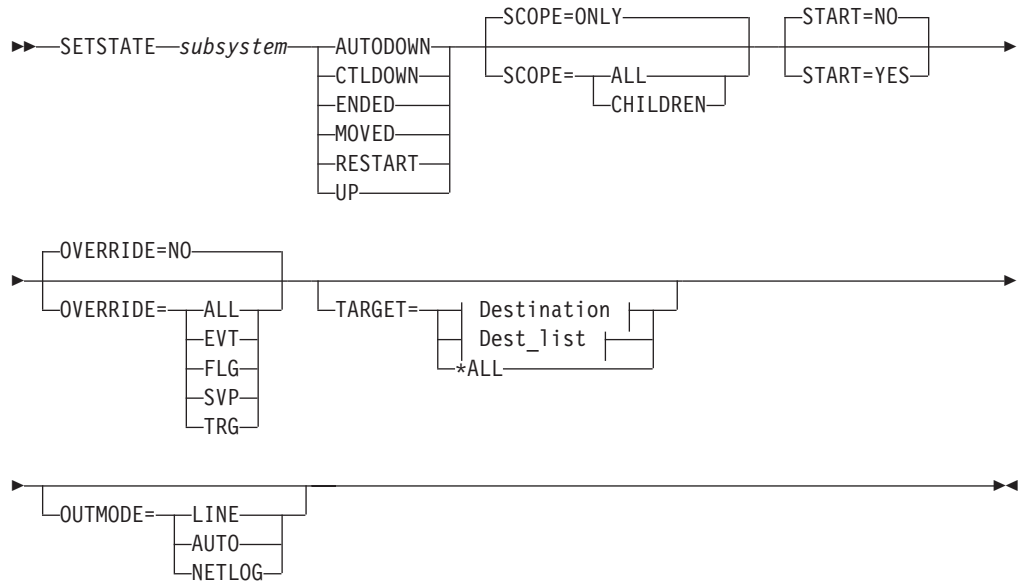 SCOPE=ONLY START=NO
SETSTATE subsystem AUTODOWN
CTLDOWN SCOPE= ALL START=YES
ENDED CHILDREN
MOVED
RESTART
UP
OVERRIDE=NO
OVERRIDE= ALL TARGET= Destination
EVT Dest_list
FLG *ALL
SVP
TRG
OUTMODE= LINE
AUTO
NETLOG